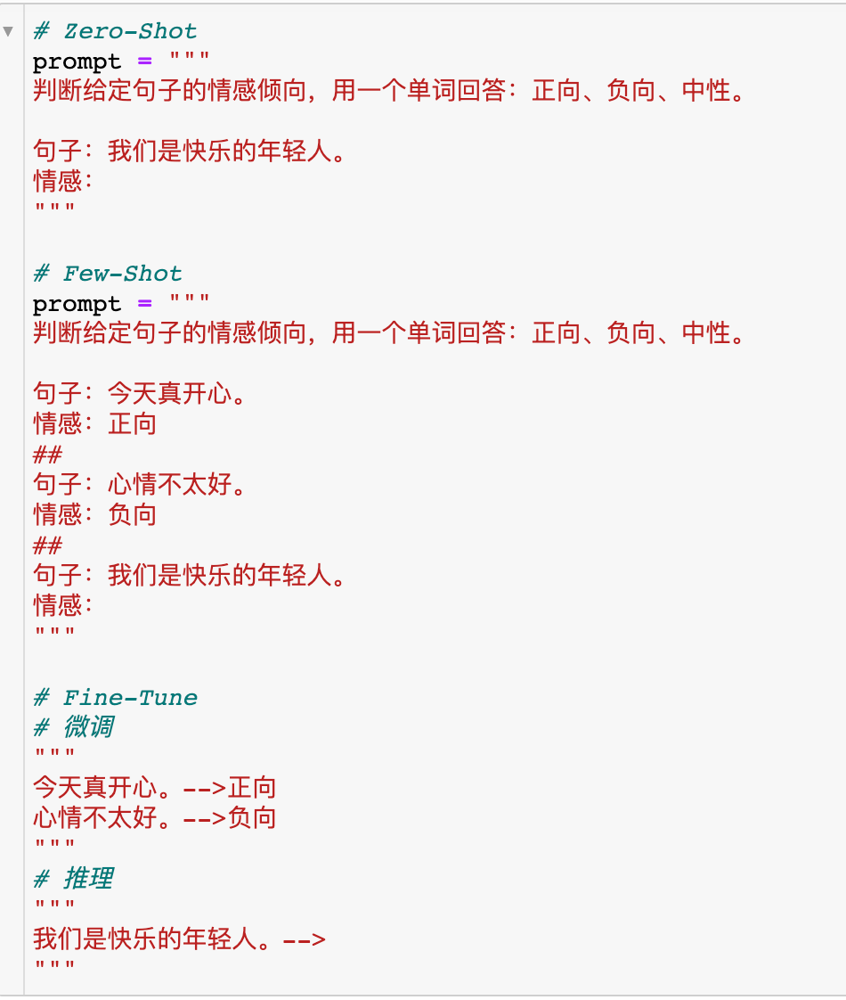 # Zero-Shot
prompt = """
判断给定句子的情感倾向，用一个单词回答：正向、负向、中性。
句子：我们是快乐的年轻人。
情感：
"""
# Few-Shot
prompt = """
判断给定句子的情感倾向，用一个单词回答：正向、负向、中性。
句子：今天真开心。
情感：正向
##
句子：心情不太好。
情感：负向
##
句子：我们是快乐的年轻人。
情感：
"""
# Fine-Tune
# 微调
"""
今天真开心。-->正向
心情不太好。-->负向
"""
# 推理
"""
我们是快乐的年轻人。-->
"""